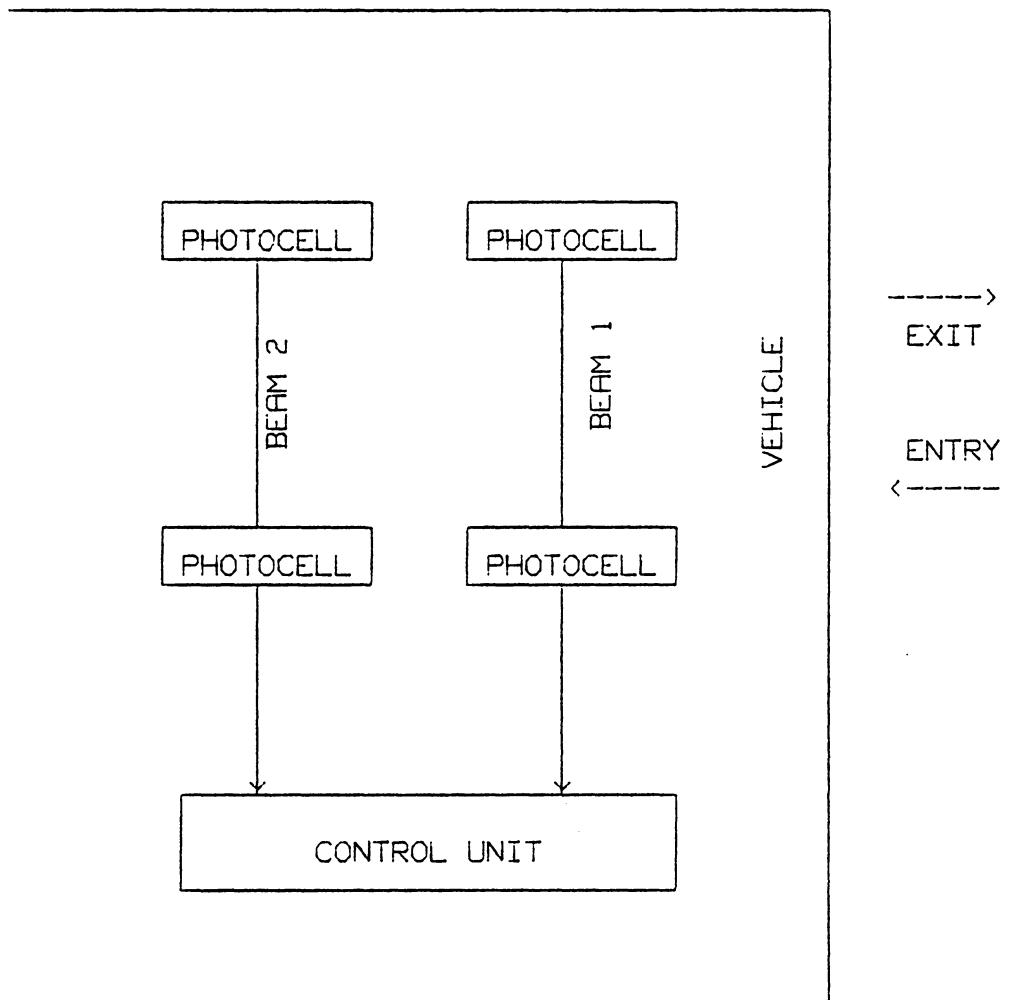 PHOTOCELL
PHOTOCELL
EXIT
BEAM 2
BEAM 1
VEHICLE
ENTRY
PHOTOCELL
PHOTOCELL
CONTROL UNIT